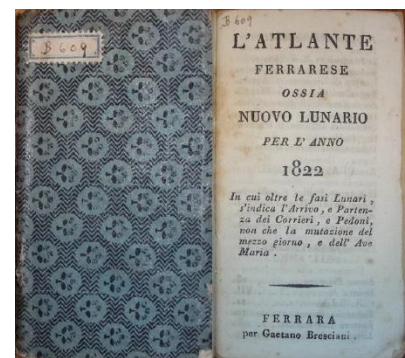 B 609
B 609
L'ATLANTE
FERRARESE
OSSIA
NUOVO LUNARIO
PER L' ANNO
1822
In cui oltre le fasi Lunari ,
s'indica l'Arrivo, e Parten-
za dei Corrieri , e Pedoni,
non che la mutazione del
mezzo giorno , e dell' Ave
Maria .
FERRARA
per Gaetano Bresciani .